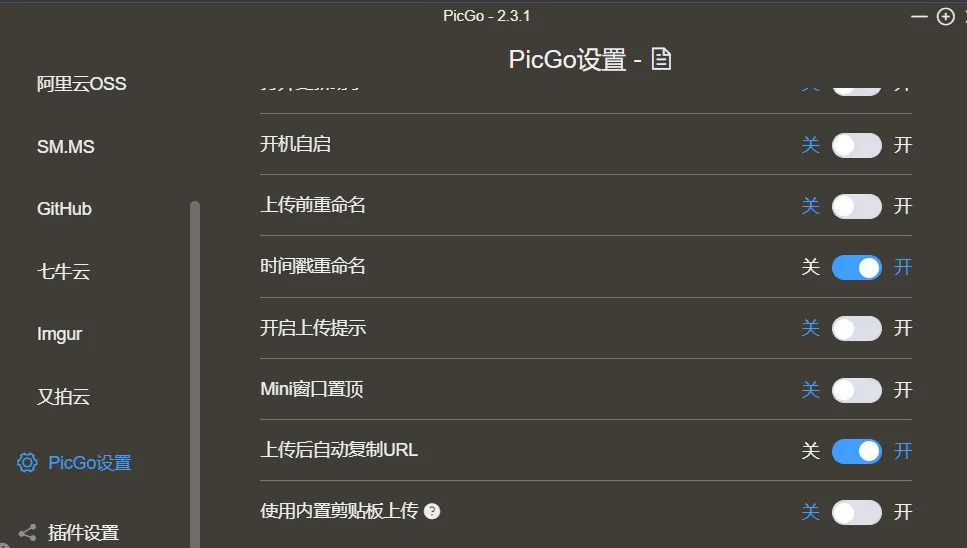 PicGo - 2.3.1
PicGo设置 -
阿里云OSS
SM.MS
GitHub
七牛云
Imgur
又拍云
PicGo设置
插件设置
开机自启 关 开
上传前重命名 关 开
时间戳重命名 关 开
开启上传提示 关 开
Mini窗口置顶 关 开
上传后自动复制URL 关 开
使用内置剪贴板上传 ? 关 开